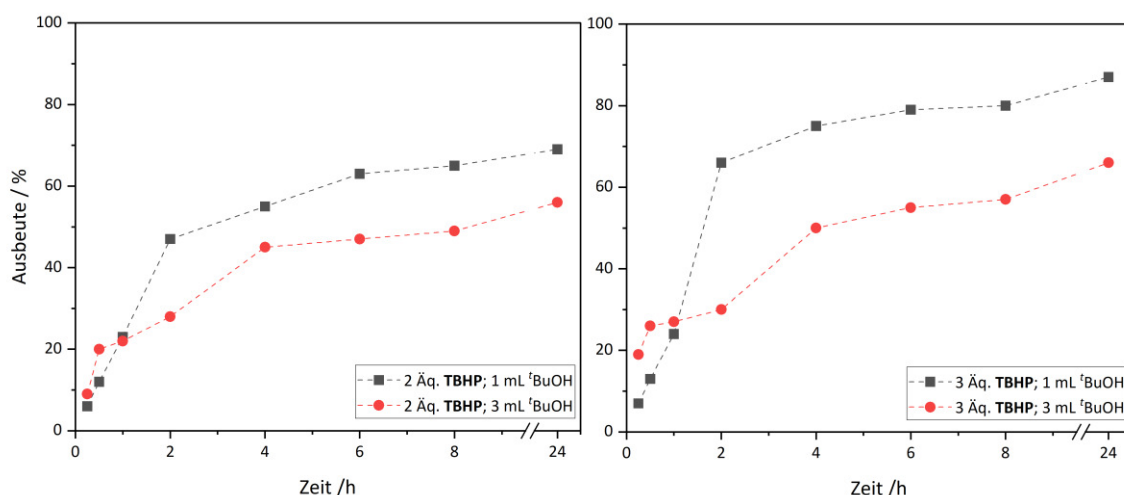 100
80
60
40
20
0
Ausbeute / %
0 2 4 6 8 24
Zeit /h
2 Äq. TBHP; 1 mL ᵗBuOH
2 Äq. TBHP; 3 mL ᵗBuOH
100
80
60
40
20
0
0 2 4 6 8 24
Zeit /h
3 Äq. TBHP; 1 mL ᵗBuOH
3 Äq. TBHP; 3 mL ᵗBuOH